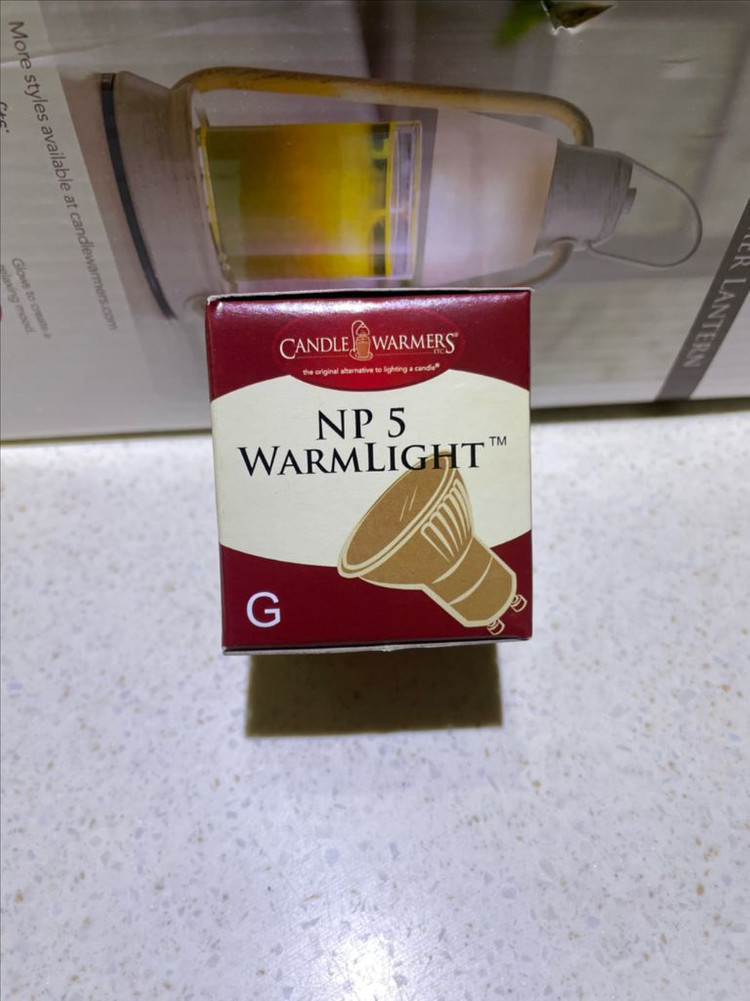 More styles available at candlewarmers.com
Glows to create a
relaxing mood.
LANTERN
CANDLE WARMERS®
ETC.
the original alternative to lighting a candle®
NP 5
WARMLIGHT™
G